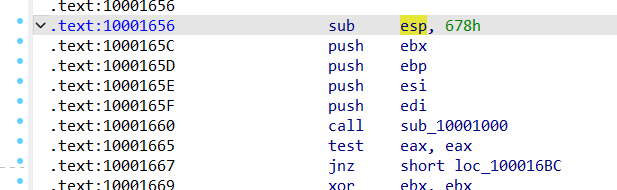 .text:10001656
.text:10001656 sub esp, 678h
.text:1000165C push ebx
.text:1000165D push ebp
.text:1000165E push esi
.text:1000165F push edi
.text:10001660 call sub_10001000
.text:10001665 test eax, eax
.text:10001667 jnz short loc_100016BC
.text:10001669 xor ebx, ebx